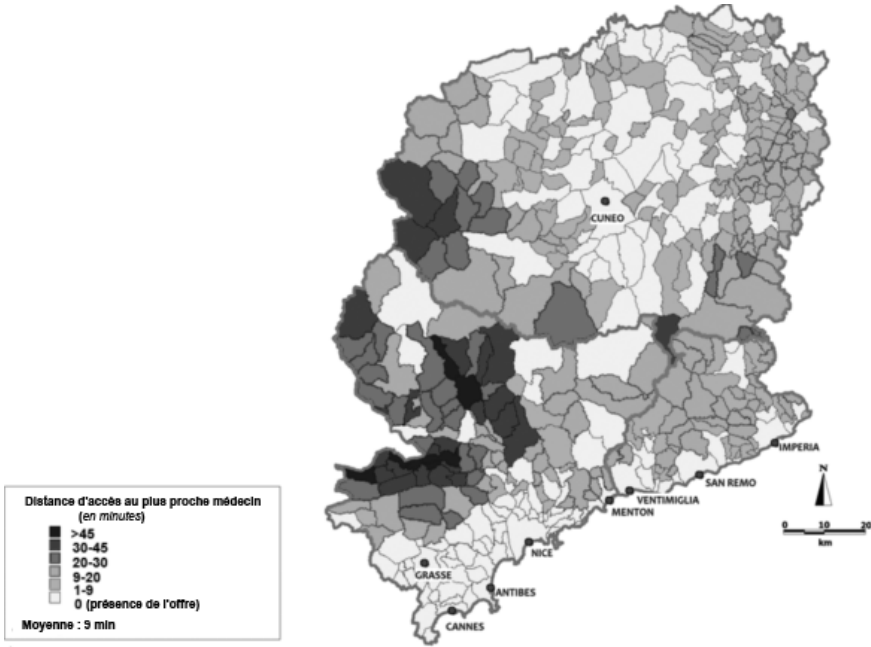 CUNEO
IMPERIA
SAN REMO
VENTIMIGLIA
MENTON
NICE
GRASSE
ANTIBES
CANNES
N
0 10 20
km
Distance d'accès au plus proche médecin
(en minutes)
>45
30-45
20-30
9-20
1-9
0 (présence de l'offre)
Moyenne : 9 min